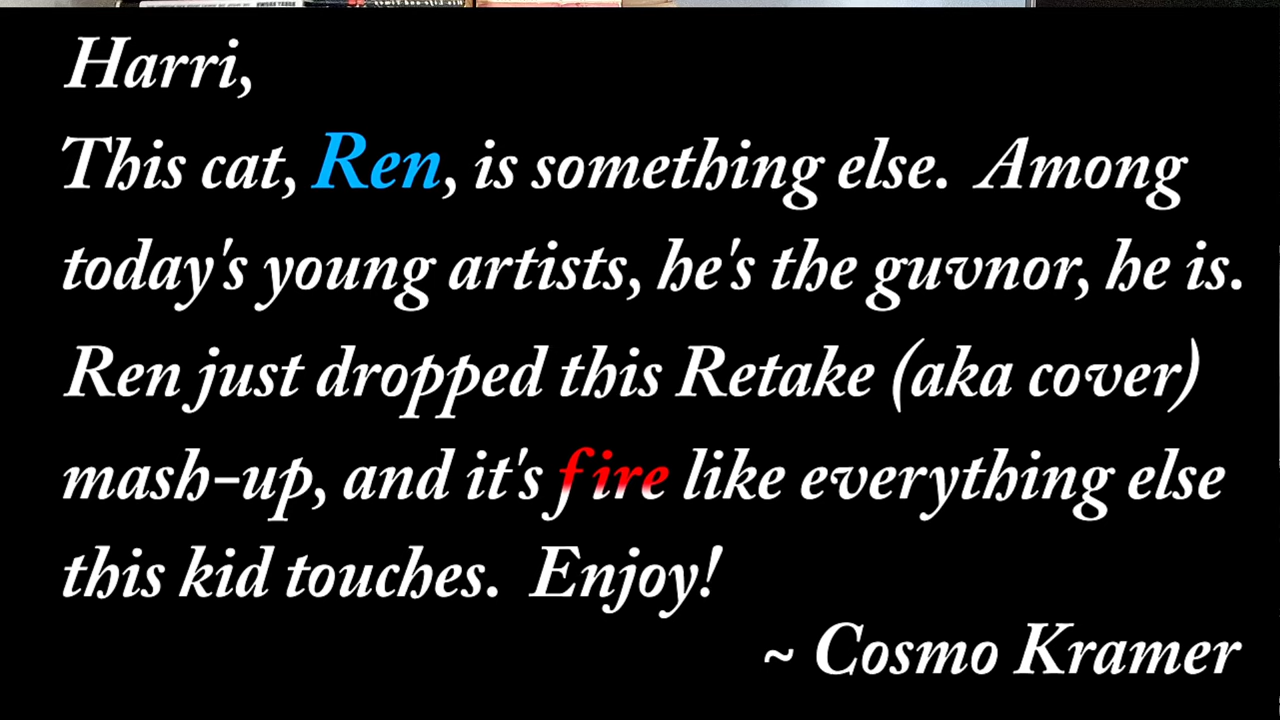 Harri,
This cat, Ren, is something else. Among
today's young artists, he's the guvnor, he is.
Ren just dropped this Retake (aka cover)
mash-up, and it's fire like everything else
this kid touches. Enjoy!
~ Cosmo Kramer